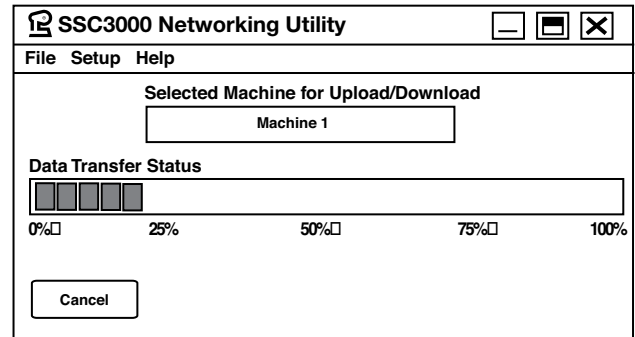 SSC3000 Networking Utility
File Setup Help
Selected Machine for Upload/Download
Machine 1
Data Transfer Status
0%□ 25% 50%□ 75%□ 100%
Cancel